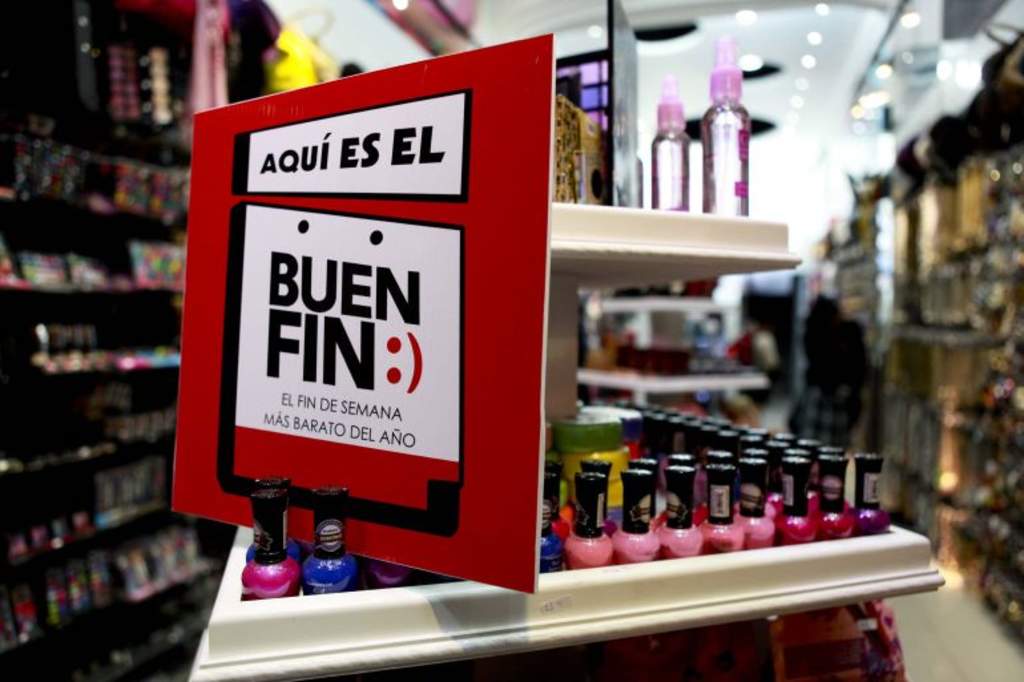 AQUÍ ES EL
BUEN
FIN:)
EL FIN DE SEMANA
MÁS BARATO DEL AÑO